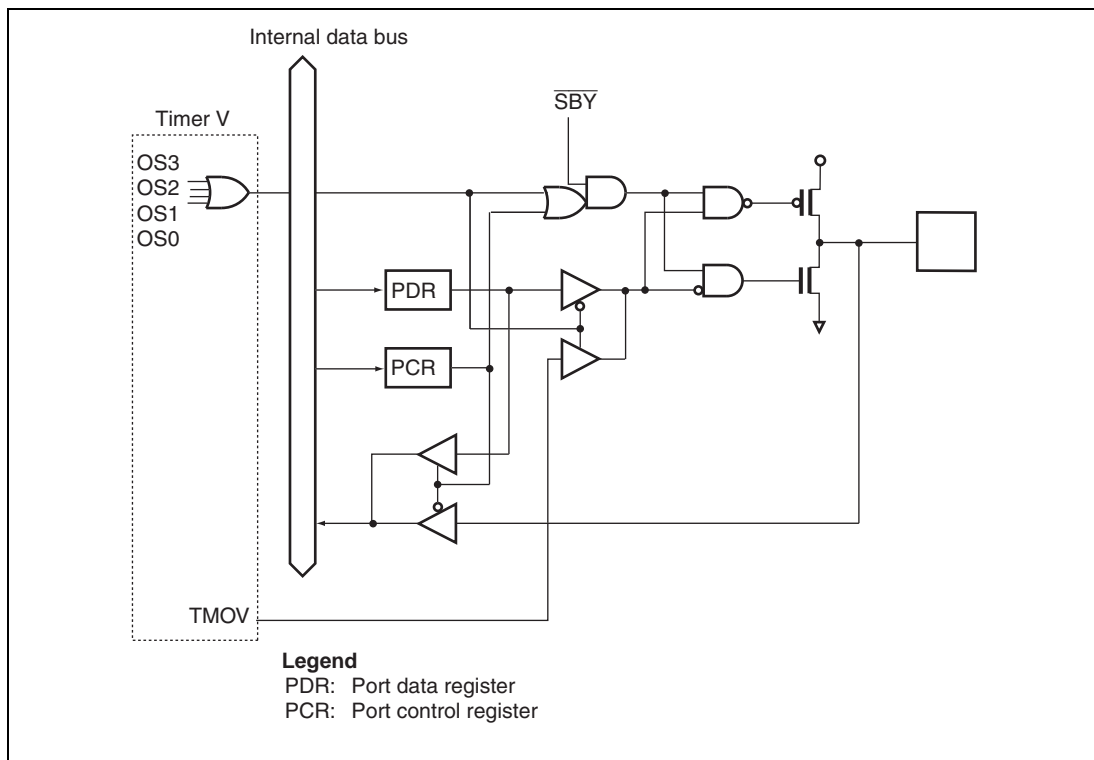 Internal data bus
SBY
Timer V
OS3
OS2
OS1
OS0
PDR
PCR
TMOV
Legend
PDR: Port data register
PCR: Port control register